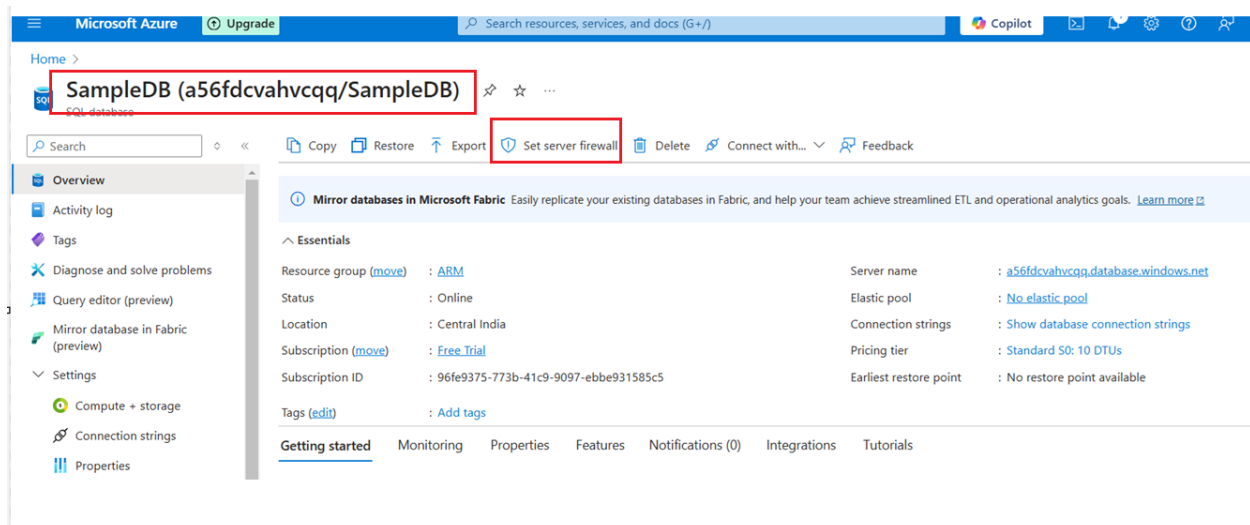 Microsoft Azure Upgrade Search resources, services, and docs (G+/) Copilot
Home >
SampleDB (a56fdcvahvcqq/SampleDB)
SQL database
Search Copy Restore Export Set server firewall Delete Connect with... Feedback
Overview
Mirror databases in Microsoft Fabric Easily replicate your existing databases in Fabric, and help your team achieve streamlined ETL and operational analytics goals. Learn more
Activity log
Tags
Diagnose and solve problems
Query editor (preview)
Mirror database in Fabric
(preview)
Settings
Compute + storage
Connection strings
Properties
Essentials
Resource group (move) : ARM
Status : Online
Location : Central India
Subscription (move) : Free Trial
Subscription ID : 96fe9375-773b-41c9-9097-ebbe931585c5
Tags (edit) : Add tags
Server name : a56fdcvahvcqq.database.windows.net
Elastic pool : No elastic pool
Connection strings : Show database connection strings
Pricing tier : Standard S0: 10 DTUs
Earliest restore point : No restore point available
Getting started Monitoring Properties Features Notifications (0) Integrations Tutorials